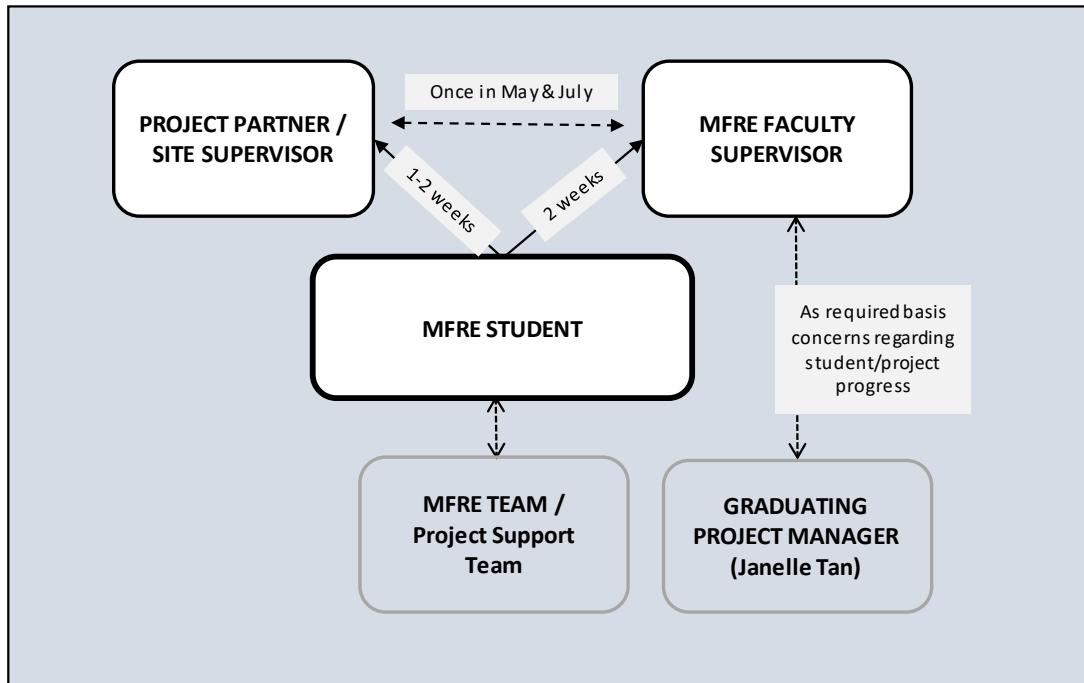 Once in May & July
PROJECT PARTNER /
SITE SUPERVISOR
MFRE FACULTY
SUPERVISOR
1-2 weeks
2 weeks
MFRE STUDENT
As required basis
concerns regarding
student/project
progress
MFRE TEAM /
Project Support
Team
GRADUATING
PROJECT MANAGER
(Janelle Tan)